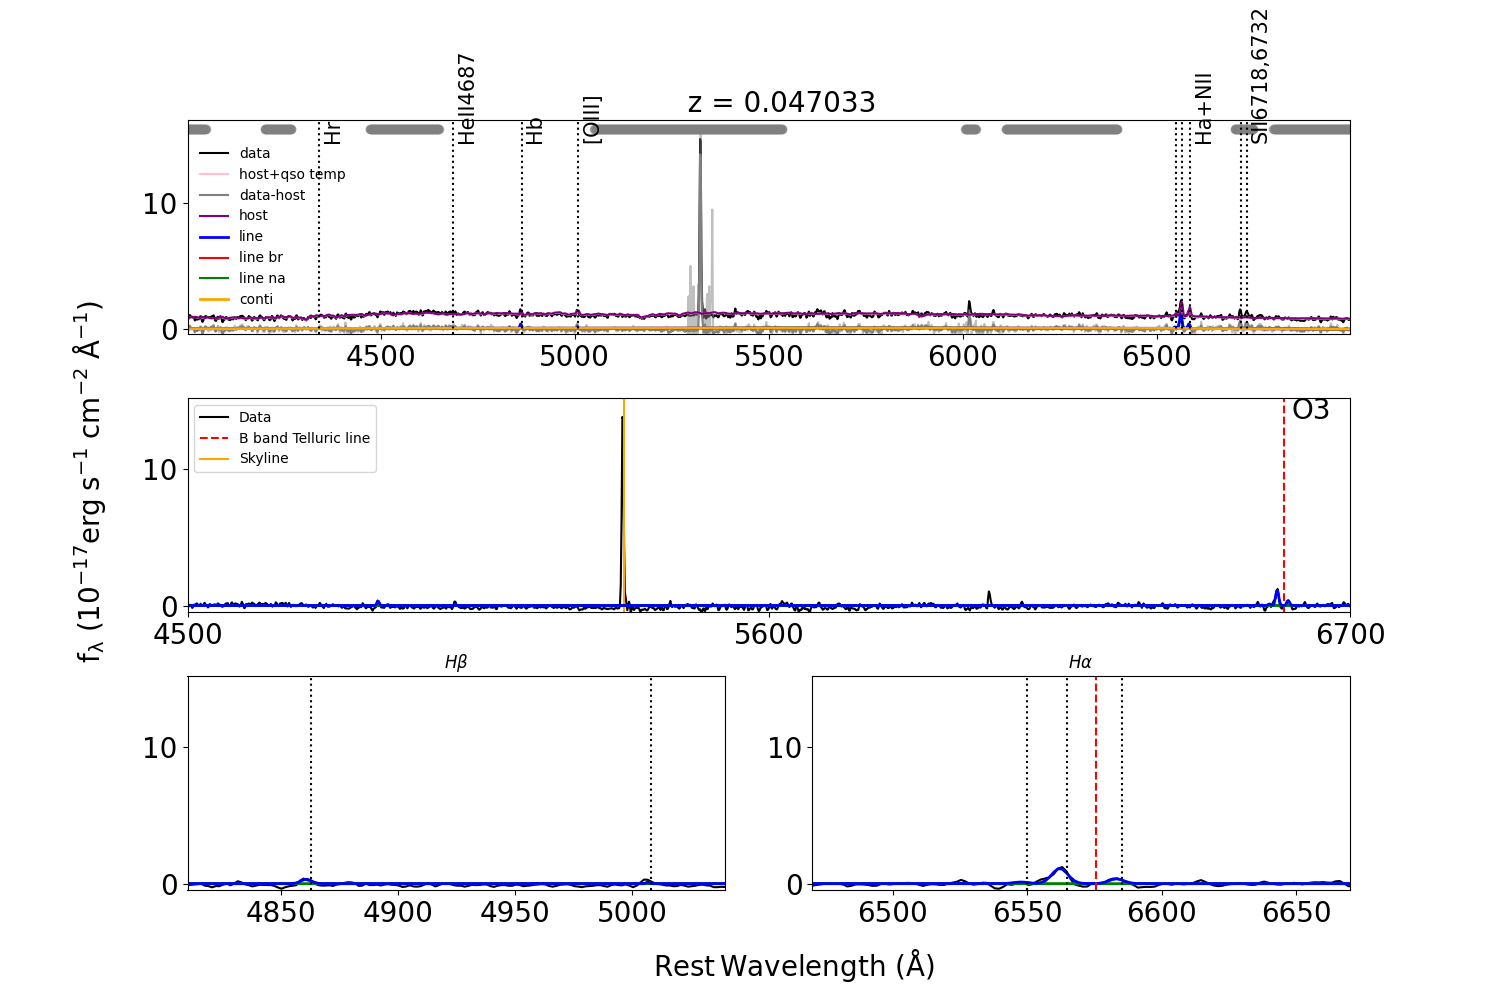 z = 0.047033
Hr
HeII4687
Hb
[OIII]
Ha+NII
SII6718,6732
data
host+qso temp
data-host
host
line
line br
line na
conti
10
0
4500 5000 5500 6000 6500
fλ (10⁻¹⁷erg s⁻¹ cm⁻² Å⁻¹)
Data
B band Telluric line
Skyline
O3
10
0
4500 5600 6700
Hβ
10
0
4850 4900 4950 5000
Hα
10
0
6500 6550 6600 6650
Rest Wavelength (Å)